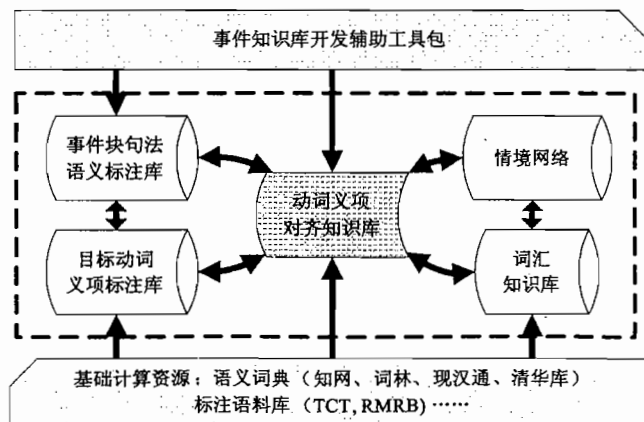 事件知识库开发辅助工具包
事件块句法
语义标注库
情境网络
动词义项
对齐知识库
目标动词
义项标注库
词汇
知识库
基础计算资源：语义词典（知网、词林、现汉通、清华库）
标注语料库（TCT, RMRB）……